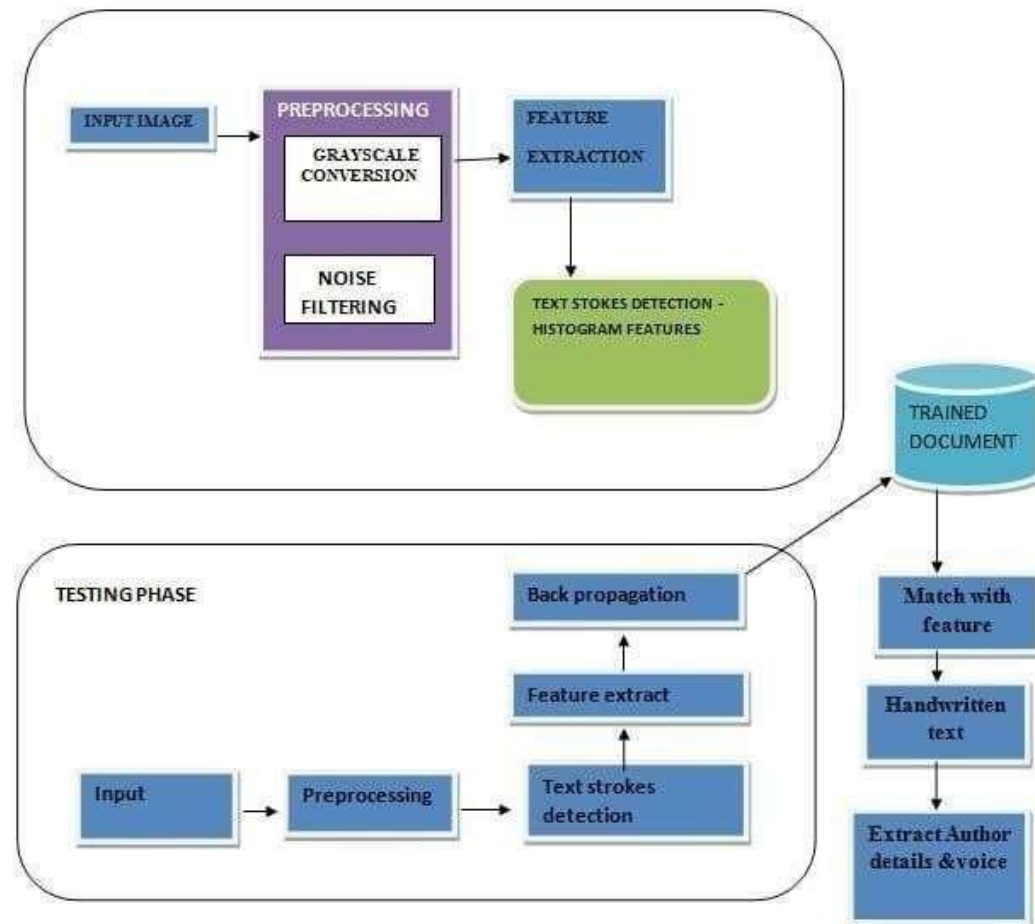 INPUT IMAGE
PREPROCESSING
GRAYSCALE
CONVERSION
NOISE
FILTERING
FEATURE
EXTRACTION
TEXT STOKES DETECTION -
HISTOGRAM FEATURES
TRAINED
DOCUMENT
TESTING PHASE
Input
Preprocessing
Text strokes
detection
Feature extract
Back propagation
Match with
feature
Handwritten
text
Extract Author
details &voice